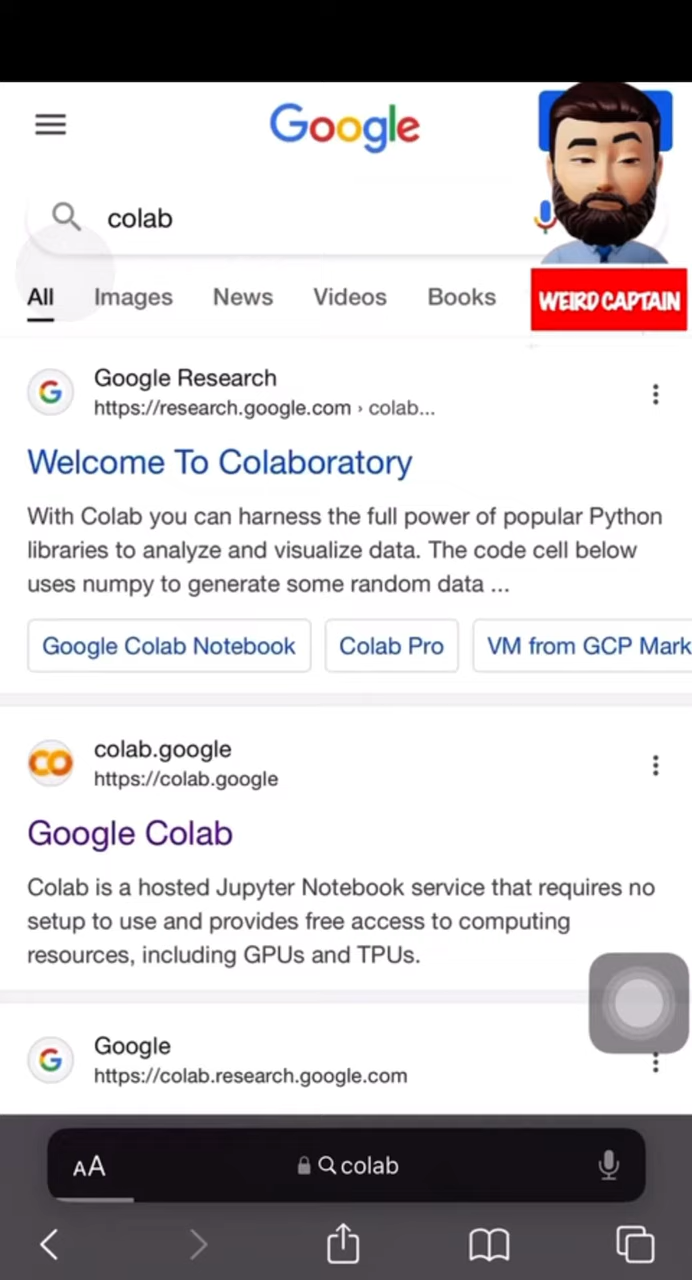 Google
colab
All Images News Videos Books
WEIRD CAPTAIN
Google Research
https://research.google.com › colab...
Welcome To Colaboratory
With Colab you can harness the full power of popular Python
libraries to analyze and visualize data. The code cell below
uses numpy to generate some random data ...
Google Colab Notebook Colab Pro VM from GCP Mark
colab.google
https://colab.google
Google Colab
Colab is a hosted Jupyter Notebook service that requires no
setup to use and provides free access to computing
resources, including GPUs and TPUs.
Google
https://colab.research.google.com
AA colab